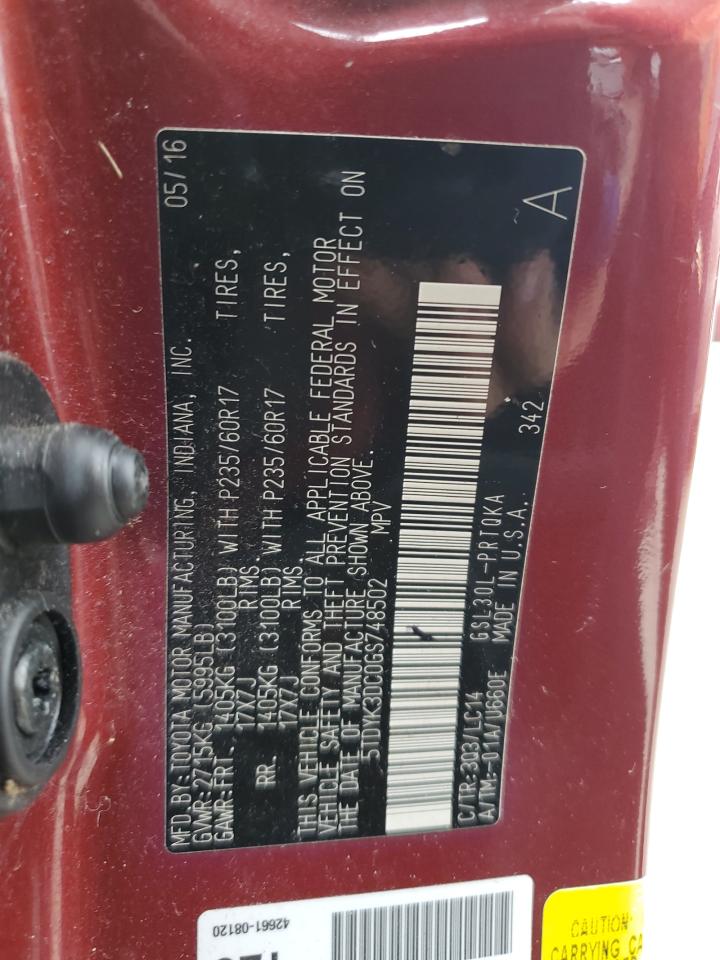 MFD. BY: TOYOTA MOTOR MANUFACTURING, INDIANA, INC. 05/16
GVWR: 2715KG (5995LB)
GAWR: FRT. 1405KG (3100LB) WITH P235/60R17 TIRES,
17X7J RIMS.
RR. 1405KG (3100LB) WITH P235/60R17 TIRES,
17X7J RIMS,
THIS VEHICLE CONFORMS TO ALL APPLICABLE FEDERAL MOTOR
VEHICLE SAFETY AND THEFT PREVENTION STANDARDS IN EFFECT ON
THE DATE OF MANUFACTURE SHOWN ABOVE.
5TDYK3DC0GS748502 MPV
C/TR:3Q3/LC14 GSL30L-PRTQKA
A/TM:-01A/U660E MADE IN U.S.A. 342 A
42661-08120
CAUTION:
CARRYING